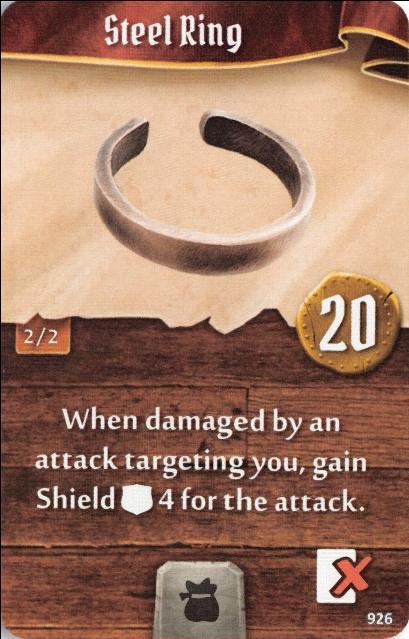 Steel Ring
2/2
20
When damaged by an
attack targeting you, gain
Shield 4 for the attack.
926